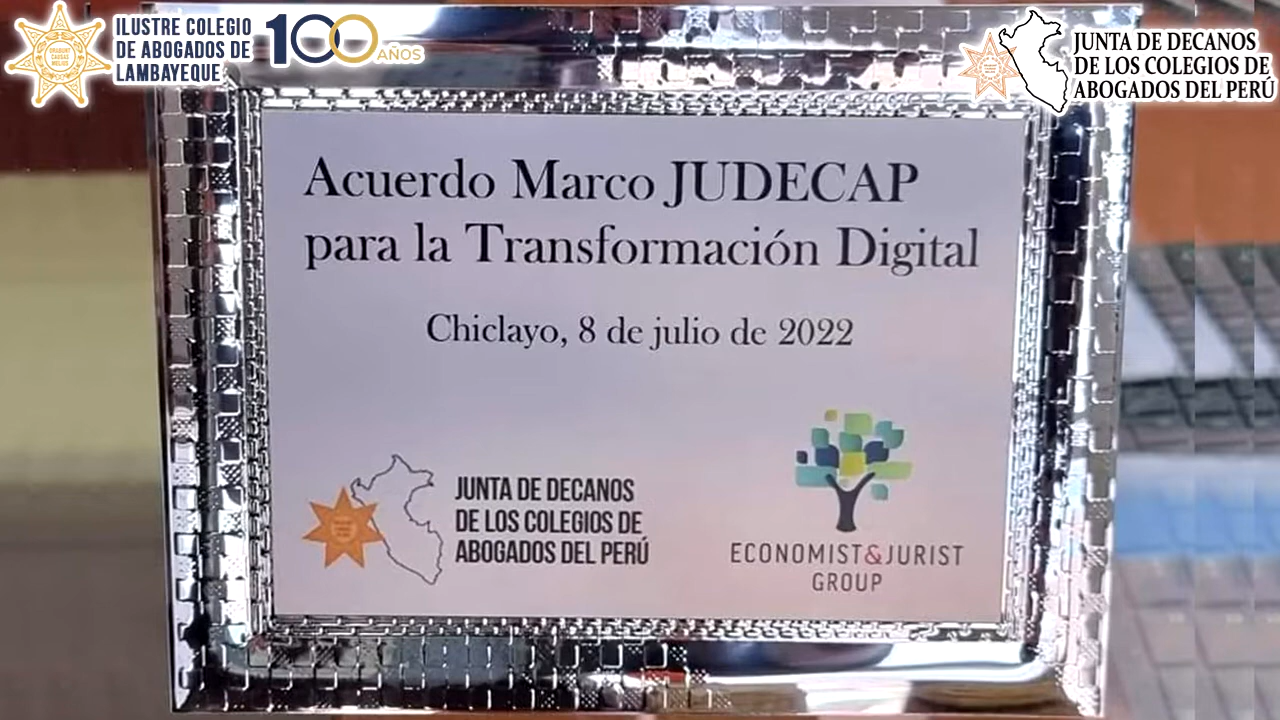 ILUSTRE COLEGIO
DE ABOGADOS DE
LAMBAYEQUE
100 AÑOS
JUNTA DE DECANOS
DE LOS COLEGIOS DE
ABOGADOS DEL PERÚ
Acuerdo Marco JUDECAP
para la Transformación Digital
Chiclayo, 8 de julio de 2022
JUNTA DE DECANOS
DE LOS COLEGIOS DE
ABOGADOS DEL PERÚ
ECONOMIST&JURIST
GROUP